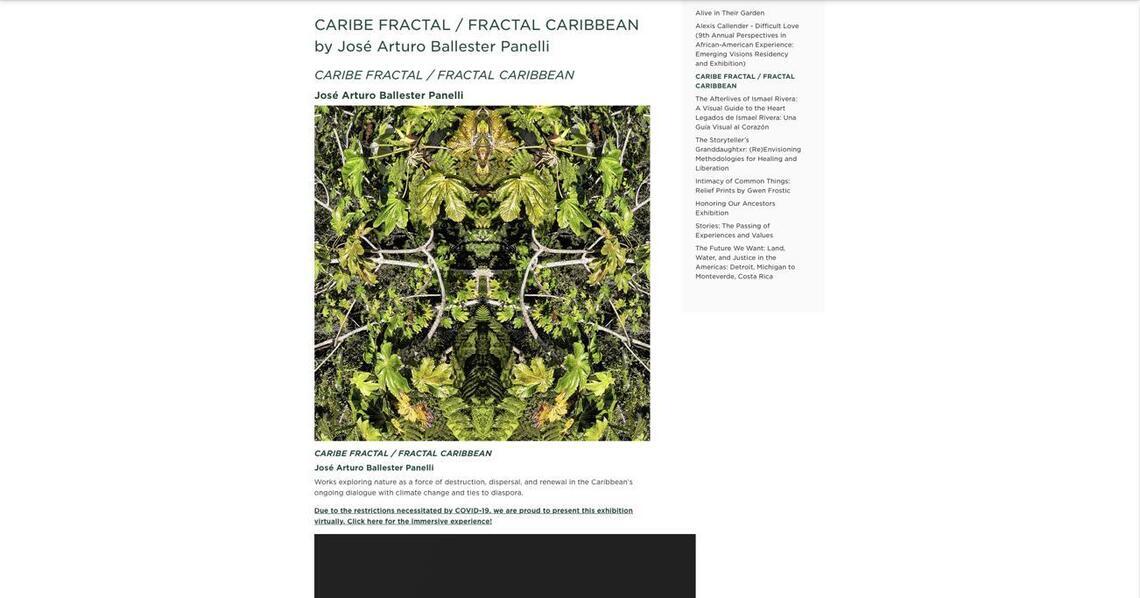 CARIBE FRACTAL / FRACTAL CARIBBEAN
by José Arturo Ballester Panelli
CARIBE FRACTAL / FRACTAL CARIBBEAN
José Arturo Ballester Panelli
CARIBE FRACTAL / FRACTAL CARIBBEAN
José Arturo Ballester Panelli
Works exploring nature as a force of destruction, dispersal, and renewal in the Caribbean's
ongoing dialogue with climate change and ties to diaspora.
Due to the restrictions necessitated by COVID-19, we are proud to present this exhibition
virtually. Click here for the immersive experience!
Alive in Their Garden
Alexis Callender - Difficult Love
(9th Annual Perspectives in
African-American Experience:
Emerging Visions Residency
and Exhibition)
CARIBE FRACTAL / FRACTAL
CARIBBEAN
The Afterlives of Ismael Rivera:
A Visual Guide to the Heart
Legados de Ismael Rivera: Una
Guía Visual al Corazón
The Storyteller's
Granddaughtxr: (Re)Envisioning
Methodologies for Healing and
Liberation
Intimacy of Common Things:
Relief Prints by Gwen Frostic
Honoring Our Ancestors
Exhibition
Stories: The Passing of
Experiences and Values
The Future We Want: Land,
Water, and Justice in the
Americas: Detroit, Michigan to
Monteverde, Costa Rica